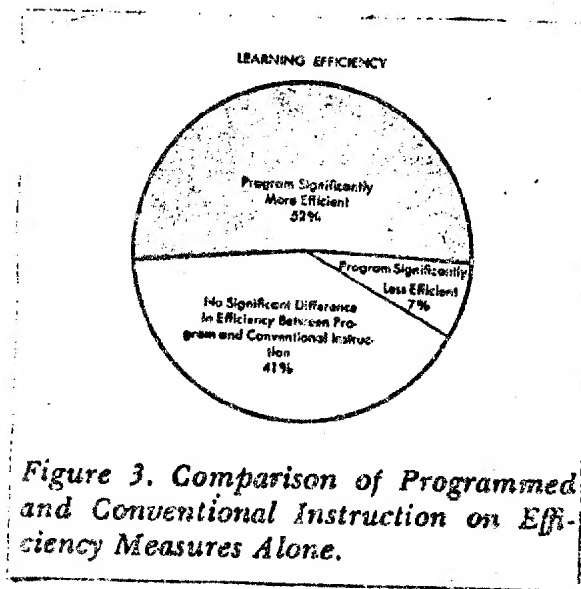 LEARNING EFFICIENCY
Program Significantly
More Efficient
52%
Program Significantly
Less Efficient
7%
No Significant Difference
In Efficiency Between Pro-
gram and Conventional Instruc-
tion
41%
Figure 3. Comparison of Programmed
and Conventional Instruction on Effi-
ciency Measures Alone.